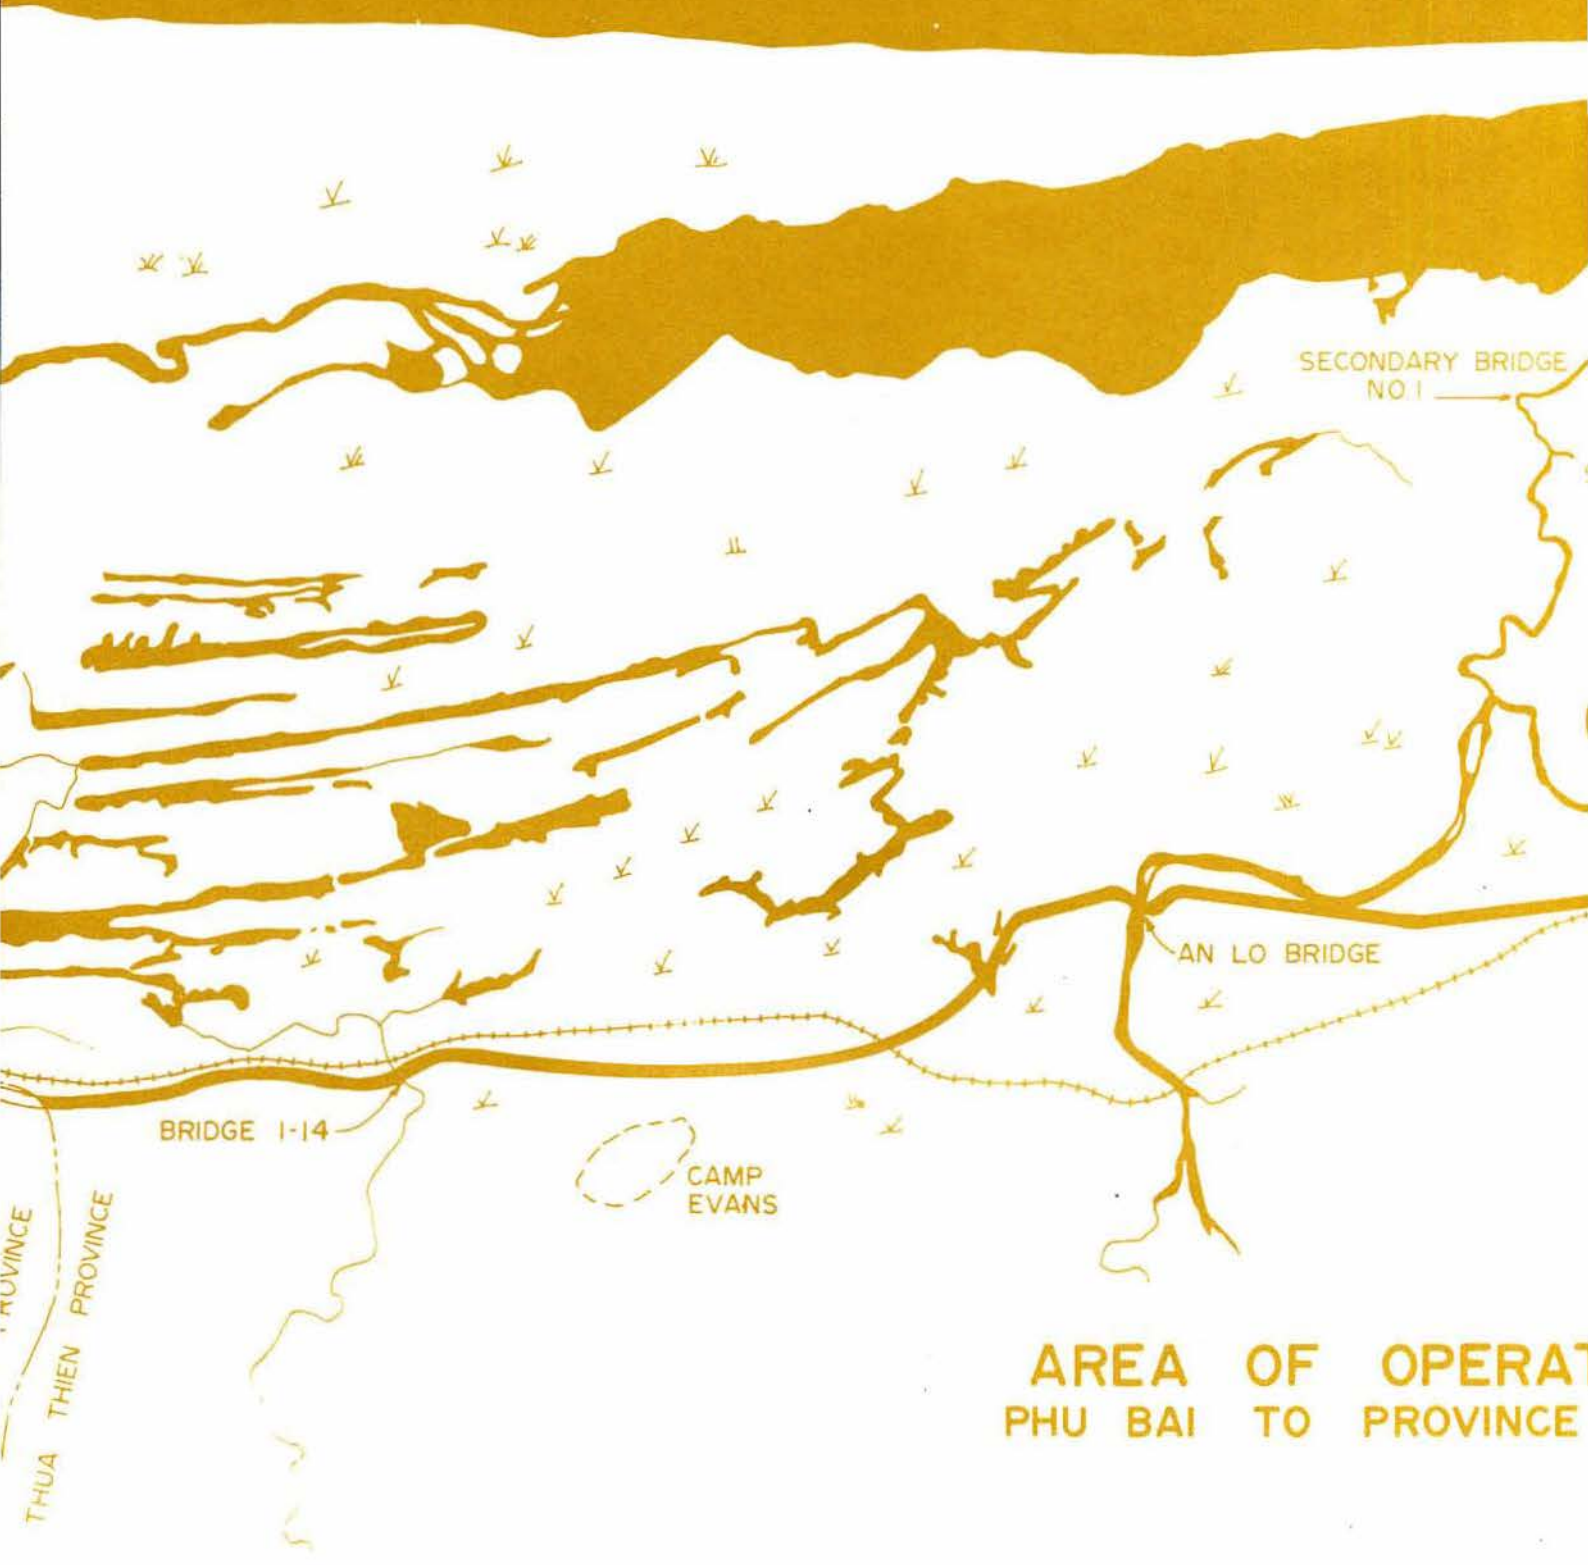 SECONDARY BRIDGE
NO. 1
AN LO BRIDGE
BRIDGE 1-14
CAMP
EVANS
THUA THIEN PROVINCE
AREA OF OPERAT
PHU BAI TO PROVINCE